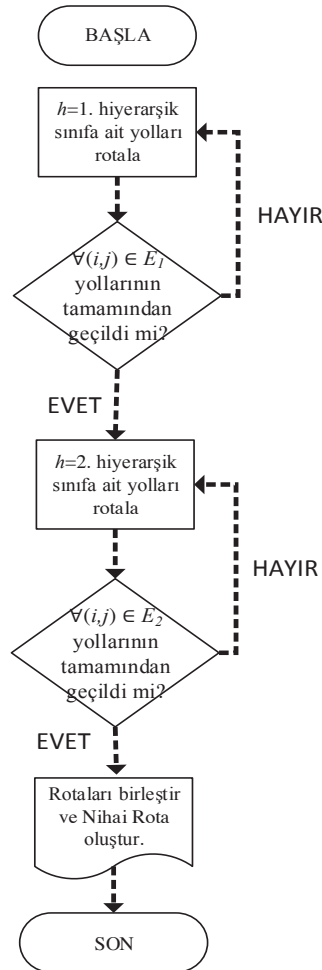 BAŞLA
h=1. hiyerarşik
sınıfa ait yolları
rotala
HAYIR
∀(i,j) ∈ E₁
yollarının
tamamından
geçildi mi?
EVET
h=2. hiyerarşik
sınıfa ait yolları
rotala
HAYIR
∀(i,j) ∈ E₂
yollarının
tamamından
geçildi mi?
EVET
Rotaları birleştir
ve Nihai Rota
oluştur.
SON